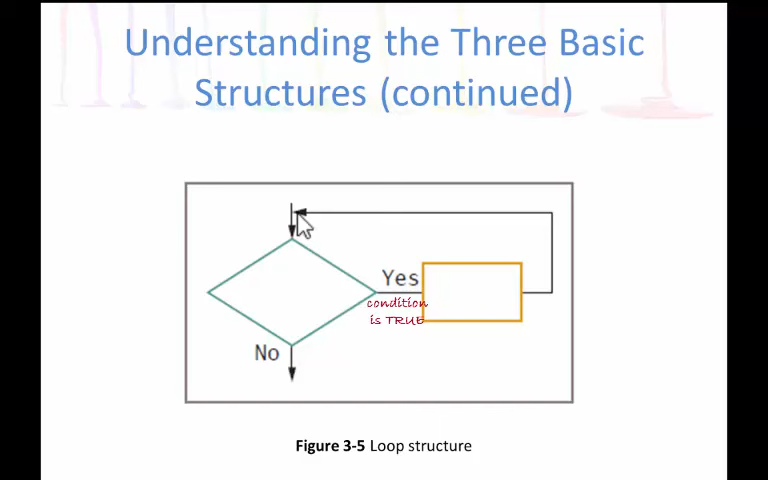 Understanding the Three Basic
Structures (continued)
Yes
condition
is TRUE
No
Figure 3-5 Loop structure